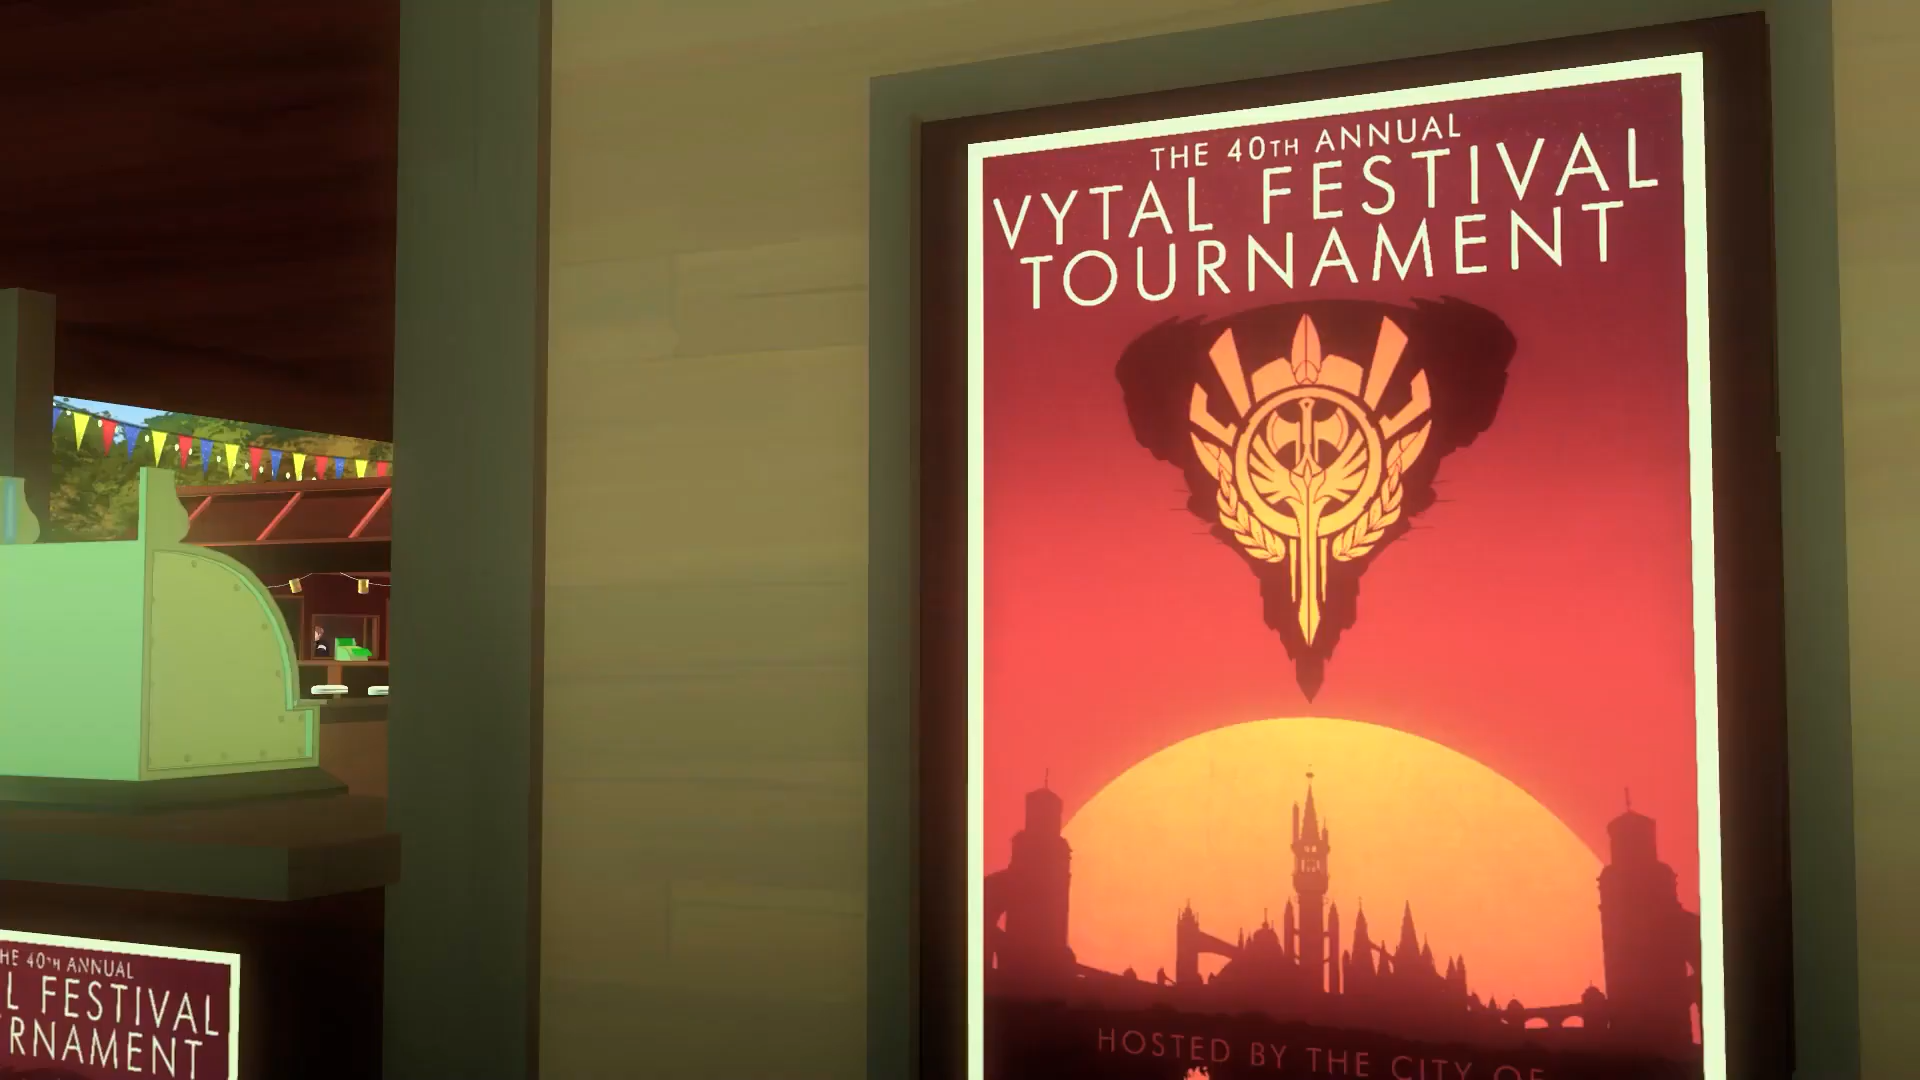 THE 40TH ANNUAL
VYTAL FESTIVAL
TOURNAMENT
HOSTED BY THE CITY OF
HE 40TH ANNUAL
L FESTIVAL
RNAMENT